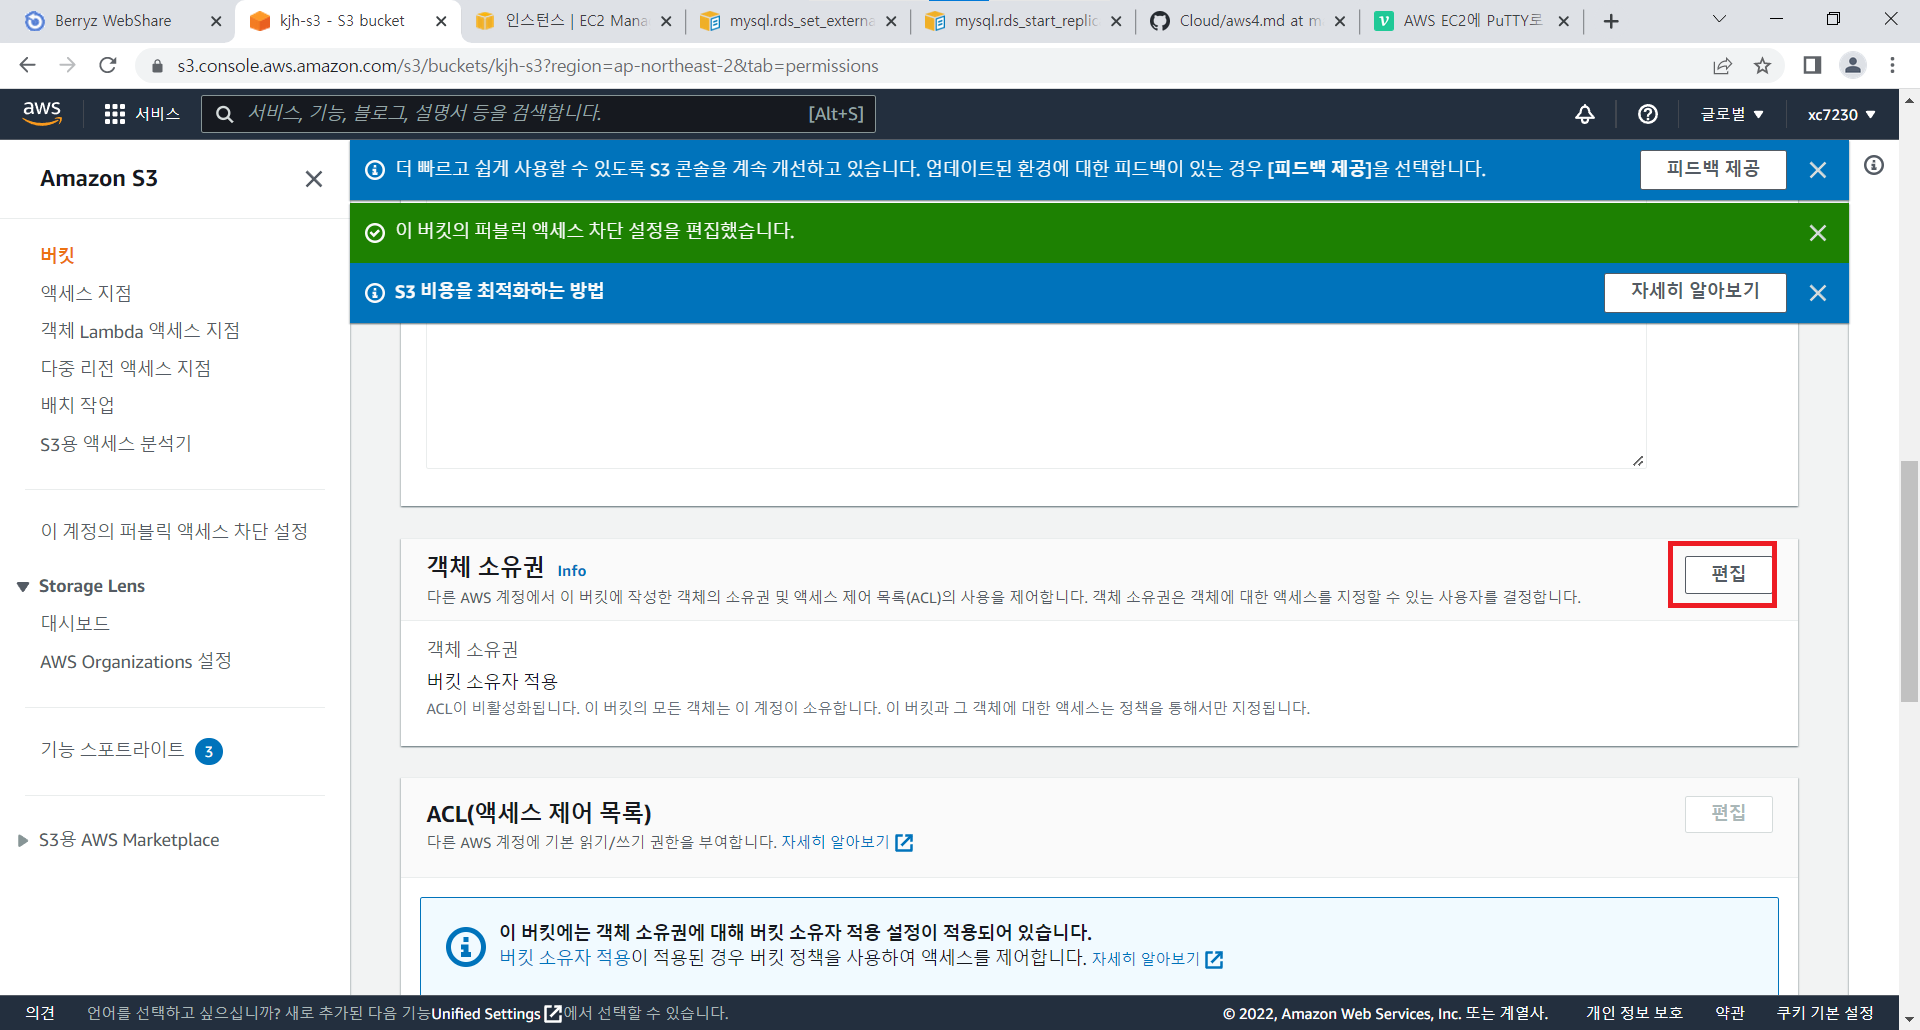 Berryz WebShare
kjh-s3 - S3 bucket
인스턴스 | EC2 Mana
mysql.rds_set_externa
mysql.rds_start_replic
Cloud/aws4.md at m
AWS EC2에 PuTTY로
s3.console.aws.amazon.com/s3/buckets/kjh-s3?region=ap-northeast-2&tab=permissions
aws
서비스
서비스, 기능, 블로그, 설명서 등을 검색합니다.
[Alt+S]
글로벌
xc7230
Amazon S3
버킷
액세스 지점
객체 Lambda 액세스 지점
다중 리전 액세스 지점
배치 작업
S3용 액세스 분석기
이 계정의 퍼블릭 액세스 차단 설정
Storage Lens
대시보드
AWS Organizations 설정
기능 스포트라이트 3
S3용 AWS Marketplace
더 빠르고 쉽게 사용할 수 있도록 S3 콘솔을 계속 개선하고 있습니다. 업데이트된 환경에 대한 피드백이 있는 경우 [피드백 제공]을 선택합니다.
피드백 제공
이 버킷의 퍼블릭 액세스 차단 설정을 편집했습니다.
S3 비용을 최적화하는 방법
자세히 알아보기
객체 소유권 Info
편집
다른 AWS 계정에서 이 버킷에 작성한 객체의 소유권 및 액세스 제어 목록(ACL)의 사용을 제어합니다. 객체 소유권은 객체에 대한 액세스를 지정할 수 있는 사용자를 결정합니다.
객체 소유권
버킷 소유자 적용
ACL이 비활성화됩니다. 이 버킷의 모든 객체는 이 계정이 소유합니다. 이 버킷과 그 객체에 대한 액세스는 정책을 통해서만 지정됩니다.
ACL(액세스 제어 목록)
편집
다른 AWS 계정에 기본 읽기/쓰기 권한을 부여합니다. 자세히 알아보기
이 버킷에는 객체 소유권에 대해 버킷 소유자 적용 설정이 적용되어 있습니다.
버킷 소유자 적용이 적용된 경우 버킷 정책을 사용하여 액세스를 제어합니다. 자세히 알아보기
의견
언어를 선택하고 싶으십니까? 새로 추가된 다음 기능Unified Settings에서 선택할 수 있습니다.
© 2022, Amazon Web Services, Inc. 또는 계열사.
개인 정보 보호
약관
쿠키 기본 설정